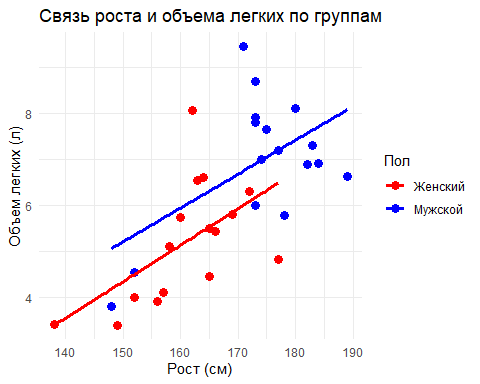 Связь роста и объема легких по группам
Объем легких (л)
8
6
4
140 150 160 170 180 190
Рост (см)
Пол
Женский
Мужской